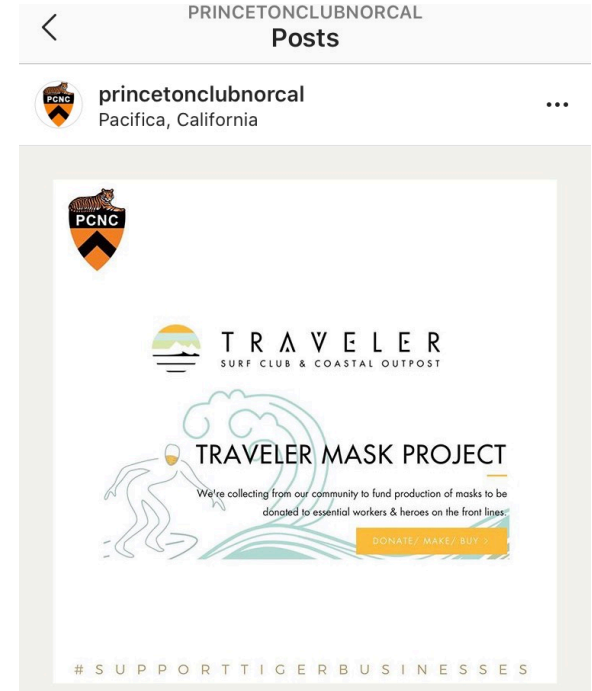 PRINCETONCLUBNORCAL
Posts
princetonclubnorcal
Pacifica, California
PCNC
PCNC
TRAVELER
SURF CLUB & COASTAL OUTPOST
TRAVELER MASK PROJECT
We're collecting from our community to fund production of masks to be
donated to essential workers & heroes on the front lines.
DONATE/ MAKE/ BUY >
#SUPPORTTIGERBUSINESSES